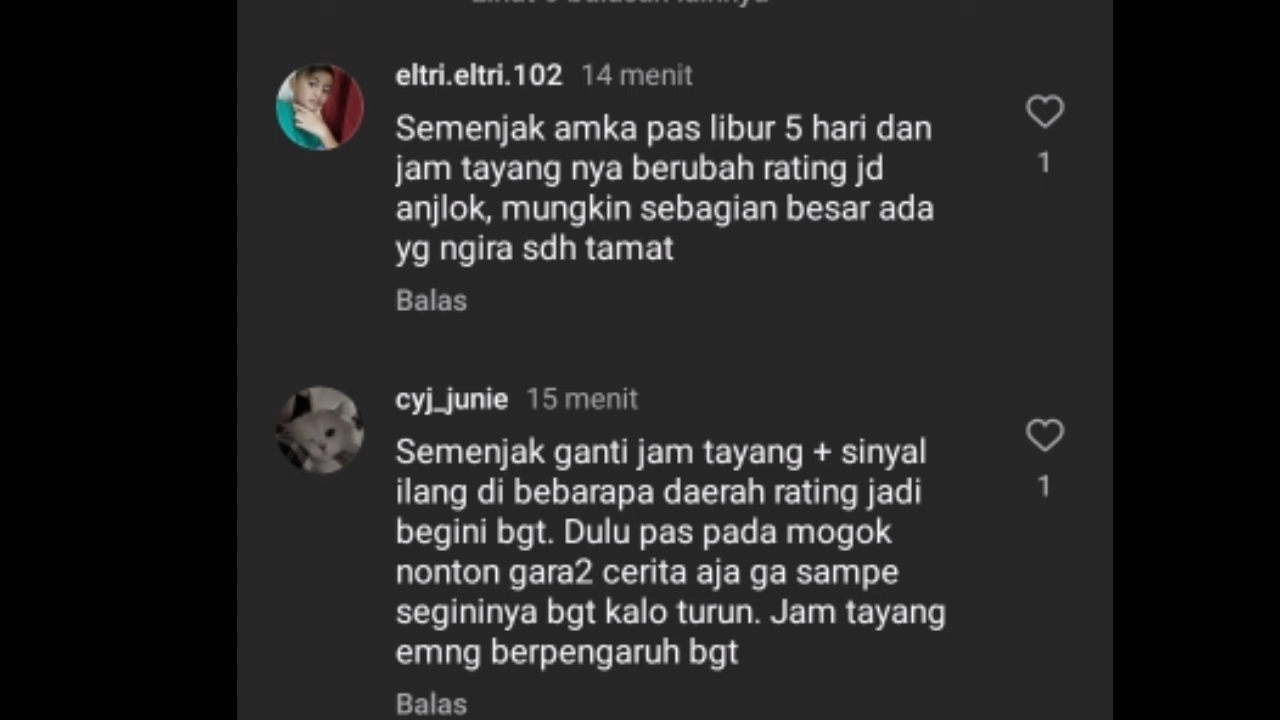 eltri.eltri.102 14 menit
Semenjak amka pas libur 5 hari dan
jam tayang nya berubah rating jd
anjlok, mungkin sebagian besar ada
yg ngira sdh tamat
1
Balas
cyj_junie 15 menit
Semenjak ganti jam tayang + sinyal
ilang di bebarapa daerah rating jadi
begini bgt. Dulu pas pada mogok
nonton gara2 cerita aja ga sampe
segininya bgt kalo turun. Jam tayang
emng berpengaruh bgt
1
Balas